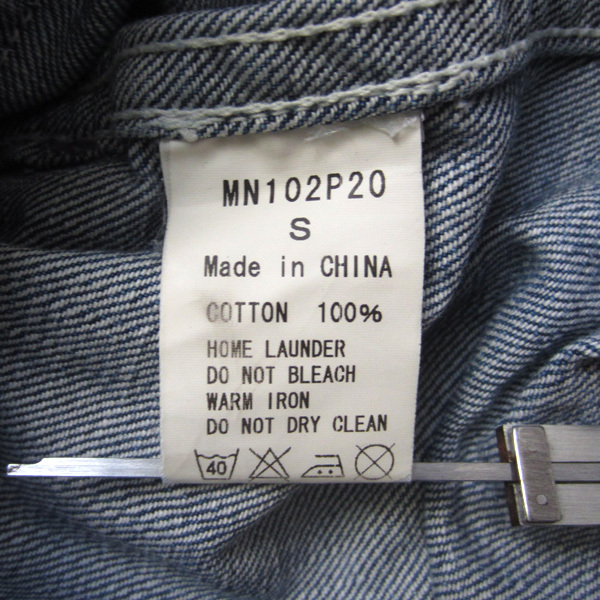 MN102P20
S
Made in CHINA
COTTON 100%
HOME LAUNDER
DO NOT BLEACH
WARM IRON
DO NOT DRY CLEAN
40